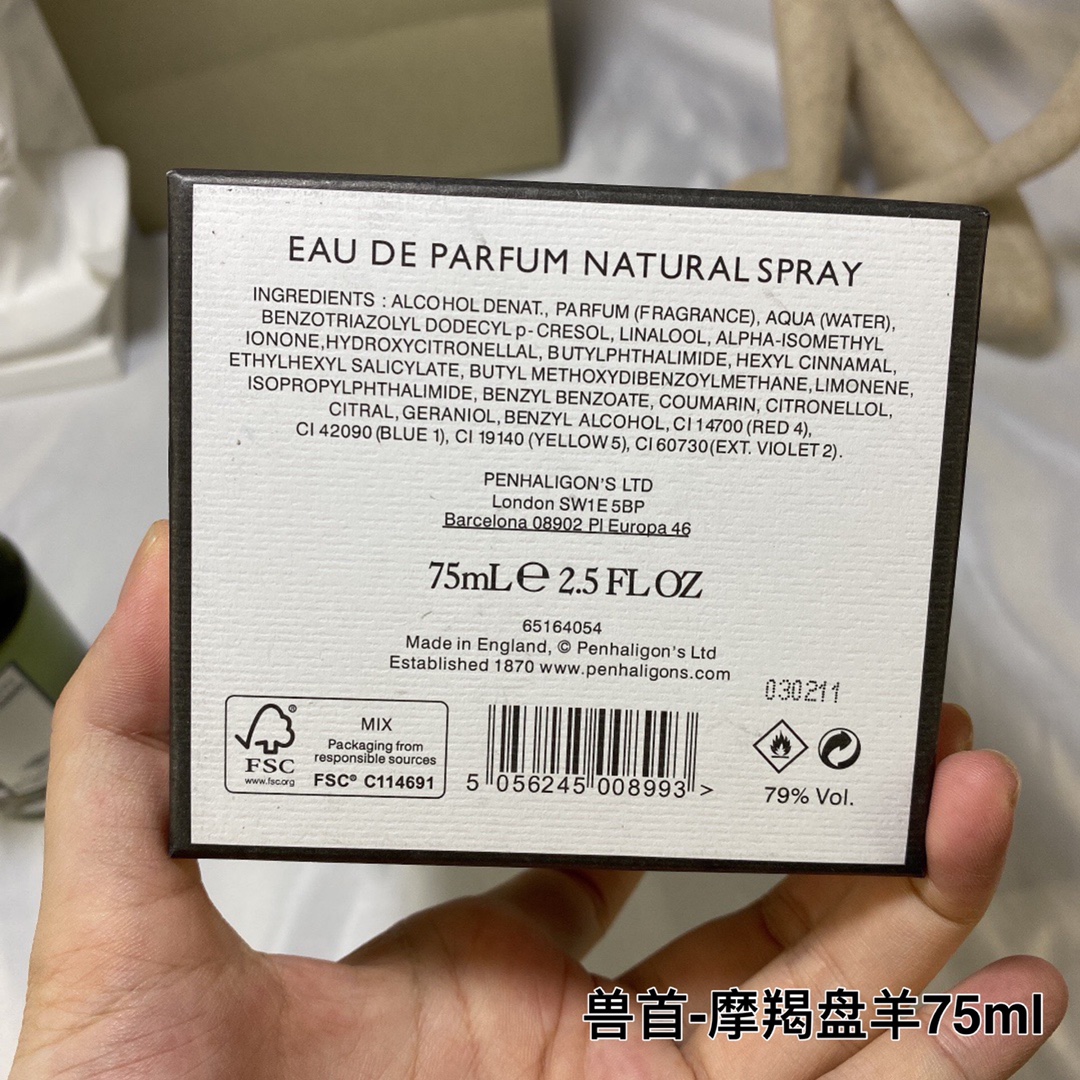 EAU DE PARFUM NATURAL SPRAY
INGREDIENTS : ALCOHOL DENAT., PARFUM (FRAGRANCE), AQUA (WATER),
BENZOTRIAZOLYL DODECYL p-CRESOL, LINALOOL, ALPHA-ISOMETHYL
IONONE, HYDROXYCITRONELLAL, BUTYLPHTHALIMIDE, HEXYL CINNAMAL,
ETHYLHEXYL SALICYLATE, BUTYL METHOXYDIBENZOYLMETHANE, LIMONENE,
ISOPROPYLPHTHALIMIDE, BENZYL BENZOATE, COUMARIN, CITRONELLOL,
CITRAL, GERANIOL, BENZYL ALCOHOL, CI 14700 (RED 4),
CI 42090 (BLUE 1), CI 19140 (YELLOW 5), CI 60730 (EXT. VIOLET 2).
PENHALIGON'S LTD
London SW1E 5BP
Barcelona 08902 Pl Europa 46
75mL e 2.5 FL OZ
65164054
Made in England, © Penhaligon's Ltd
Established 1870 www.penhaligons.com
030211
FSC
®
www.fsc.org
MIX
Packaging from
responsible sources
FSC® C114691
5 056245 008993 >
79% Vol.
兽首-摩羯盘羊75ml